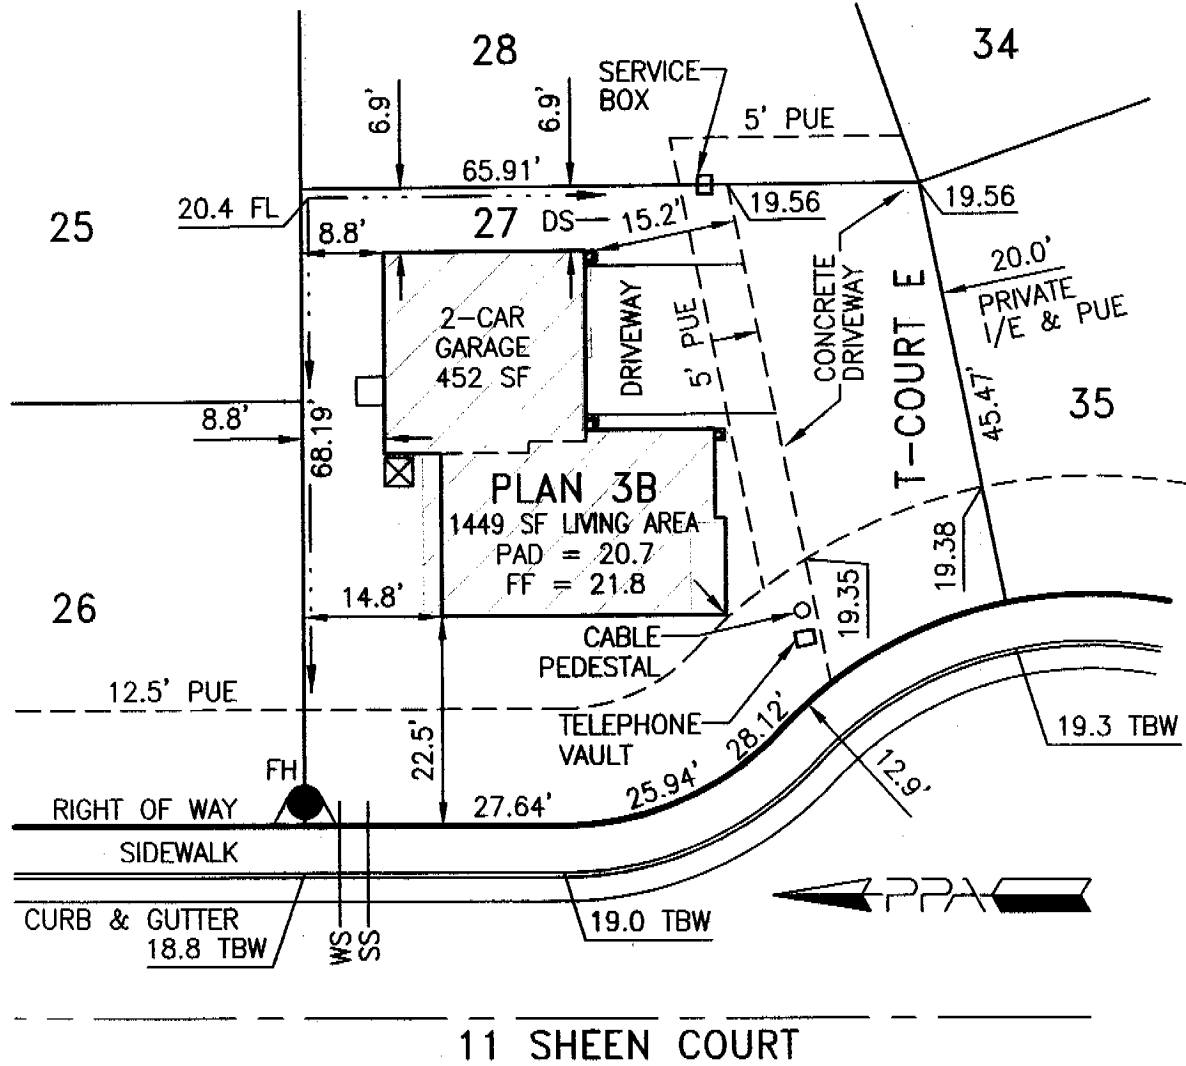 28
34
SERVICE
BOX
5' PUE
6.9'
6.9'
65.91'
20.4 FL
19.56
19.56
25
27
DS
15.2'
8.8'
20.0'
PRIVATE
I/E & PUE
CONCRETE
DRIVEWAY
T-COURT E
2-CAR
GARAGE
452 SF
DRIVEWAY
5' PUE
8.8'
68.19'
45.47'
35
PLAN 3B
1449 SF LIVING AREA
PAD = 20.7
FF = 21.8
19.38
19.35
26
14.8'
CABLE
PEDESTAL
12.5' PUE
22.5'
TELEPHONE
VAULT
28.12'
19.3 TBW
12.9'
FH
25.94'
27.64'
RIGHT OF WAY
SIDEWALK
PPA
CURB & GUTTER
18.8 TBW
WS
SS
19.0 TBW
11 SHEEN COURT